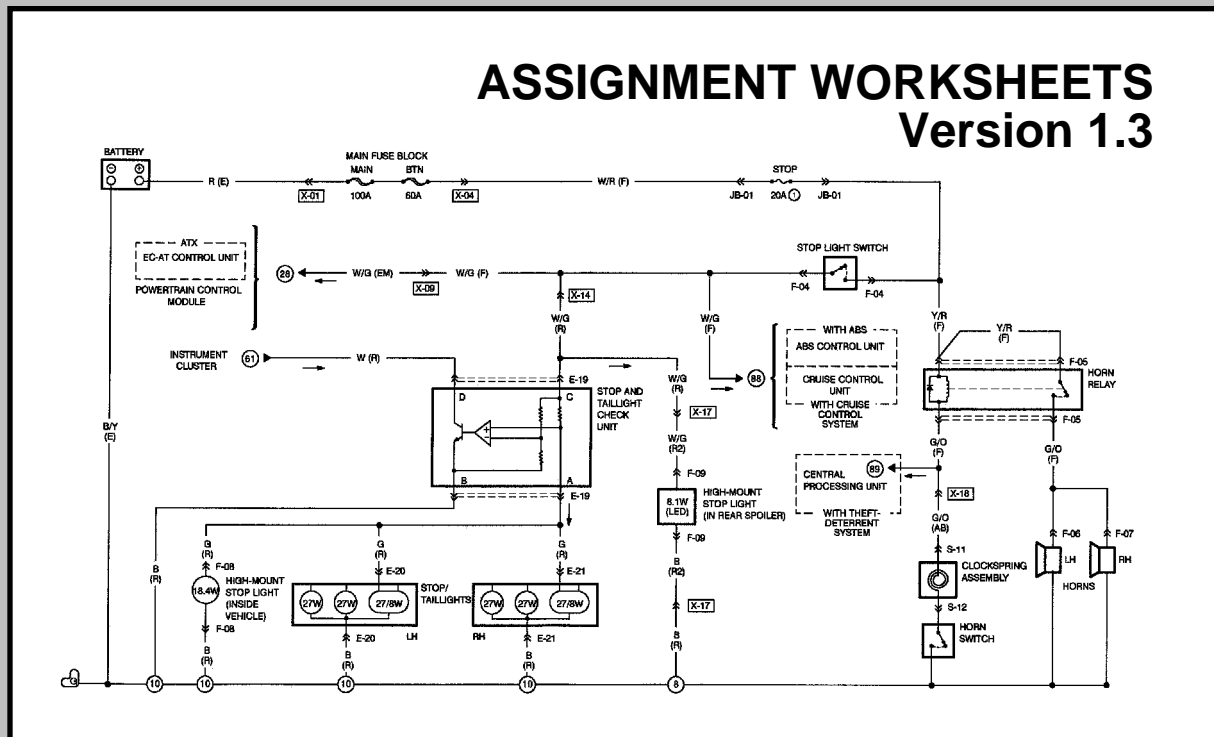 ASSIGNMENT WORKSHEETS
Version 1.3
BATTERY
MAIN FUSE BLOCK
MAIN
BTN
STOP
R (E)
X-01
100A
60A
X-04
W/R (F)
JB-01
20A 1
JB-01
ATX
EC-AT CONTROL UNIT
POWERTRAIN CONTROL
MODULE
28
W/G (EM)
X-09
W/G (F)
X-14
STOP LIGHT SWITCH
F-04
F-04
W/G
(R)
W/G
(F)
Y/R
(F)
Y/R
(F)
INSTRUMENT
CLUSTER
61
W (R)
E-19
D
C
STOP AND
TAILLIGHT
CHECK
UNIT
+
−
B
A
E-19
W/G
(R)
X-17
W/G
(R2)
F-09
8.1W
(LED)
HIGH-MOUNT
STOP LIGHT
(IN REAR SPOILER)
F-09
B
(R2)
X-17
B
(R)
88
WITH ABS
ABS CONTROL UNIT
CRUISE CONTROL
UNIT
WITH CRUISE
CONTROL
SYSTEM
F-05
HORN
RELAY
F-05
G/O
(F)
G/O
(F)
CENTRAL
PROCESSING UNIT
89
WITH THEFT-
DETERRENT
SYSTEM
X-18
G/O
(AB)
S-11
CLOCKSPRING
ASSEMBLY
S-12
HORN
SWITCH
F-06
LH
F-07
RH
HORNS
B/Y
(E)
B
(R)
G
(R)
F-08
18.4W
HIGH-MOUNT
STOP LIGHT
(INSIDE
VEHICLE)
F-08
B
(R)
G
(R)
E-20
27W
27W
27/8W
STOP/
TAILLIGHTS
E-20
LH
B
(R)
G
(R)
E-21
27W
27W
27/8W
RH
E-21
B
(R)
10
10
10
10
8